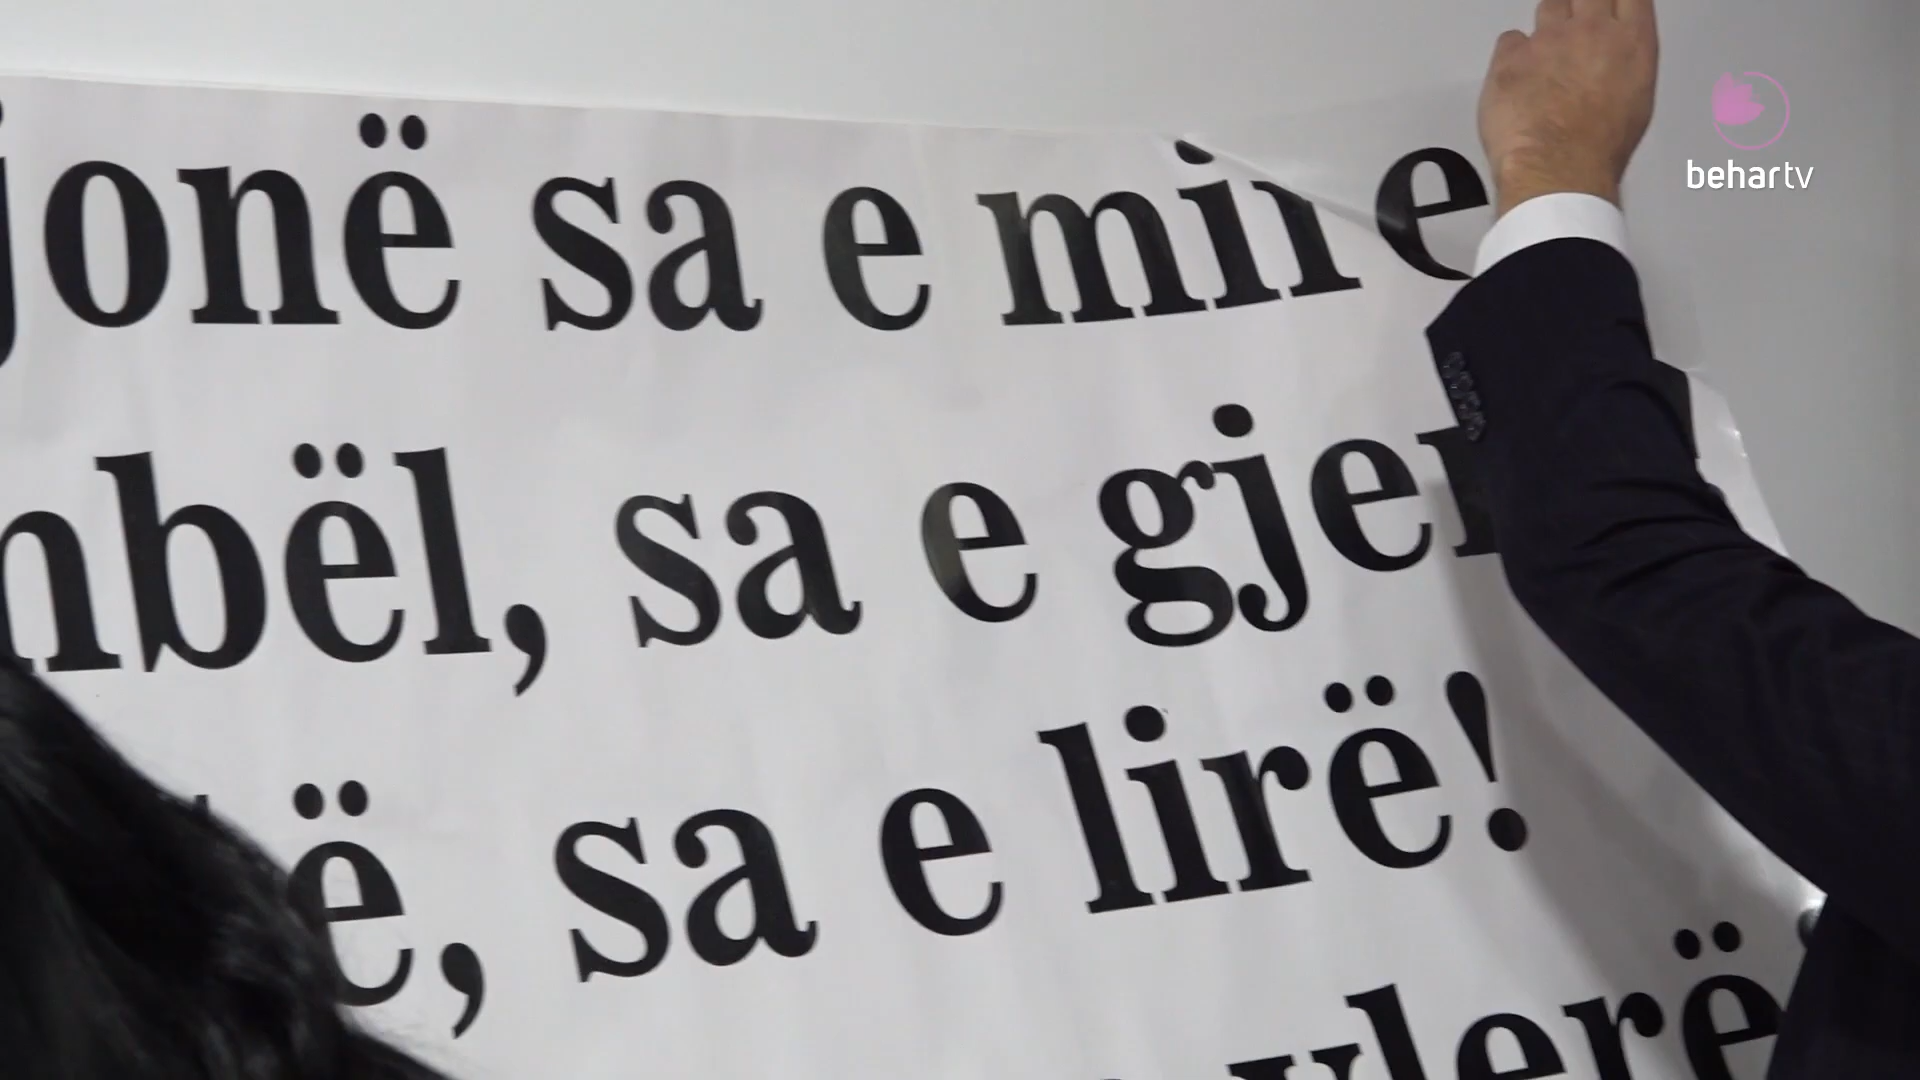 jonë sa e mirë
mbël, sa e gjer
ë, sa e lirë!
vlerë
behartv